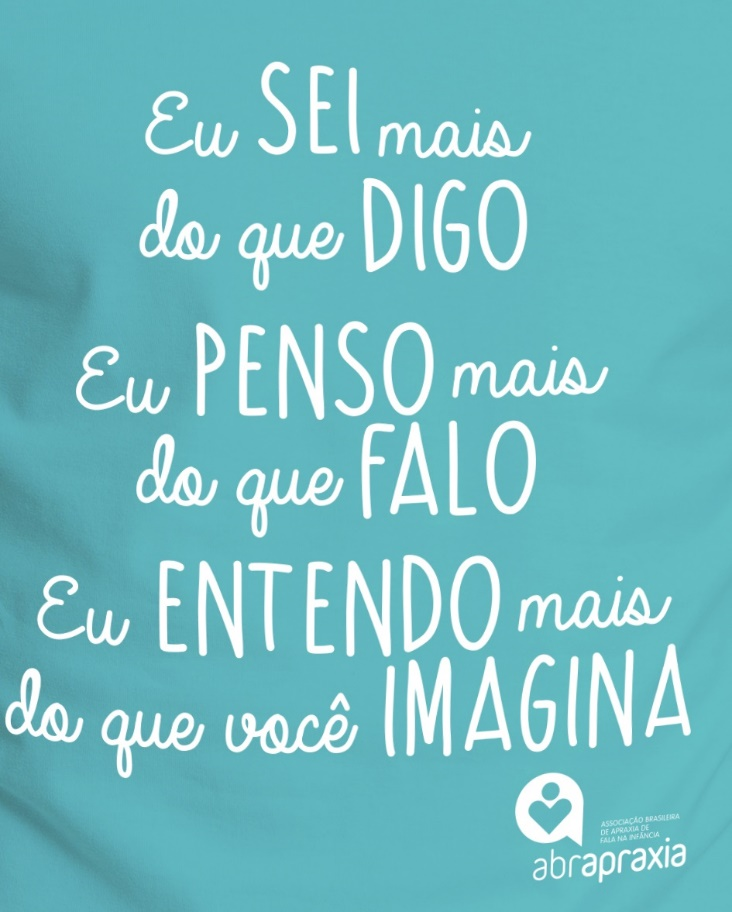 Eu SEI mais
do que DIGO
Eu PENSO mais
do que FALO
Eu ENTENDO mais
do que você IMAGINA
ASSOCIAÇÃO BRASILEIRA
DE APRAXIA DE
FALA NA INFÂNCIA
abrapraxia